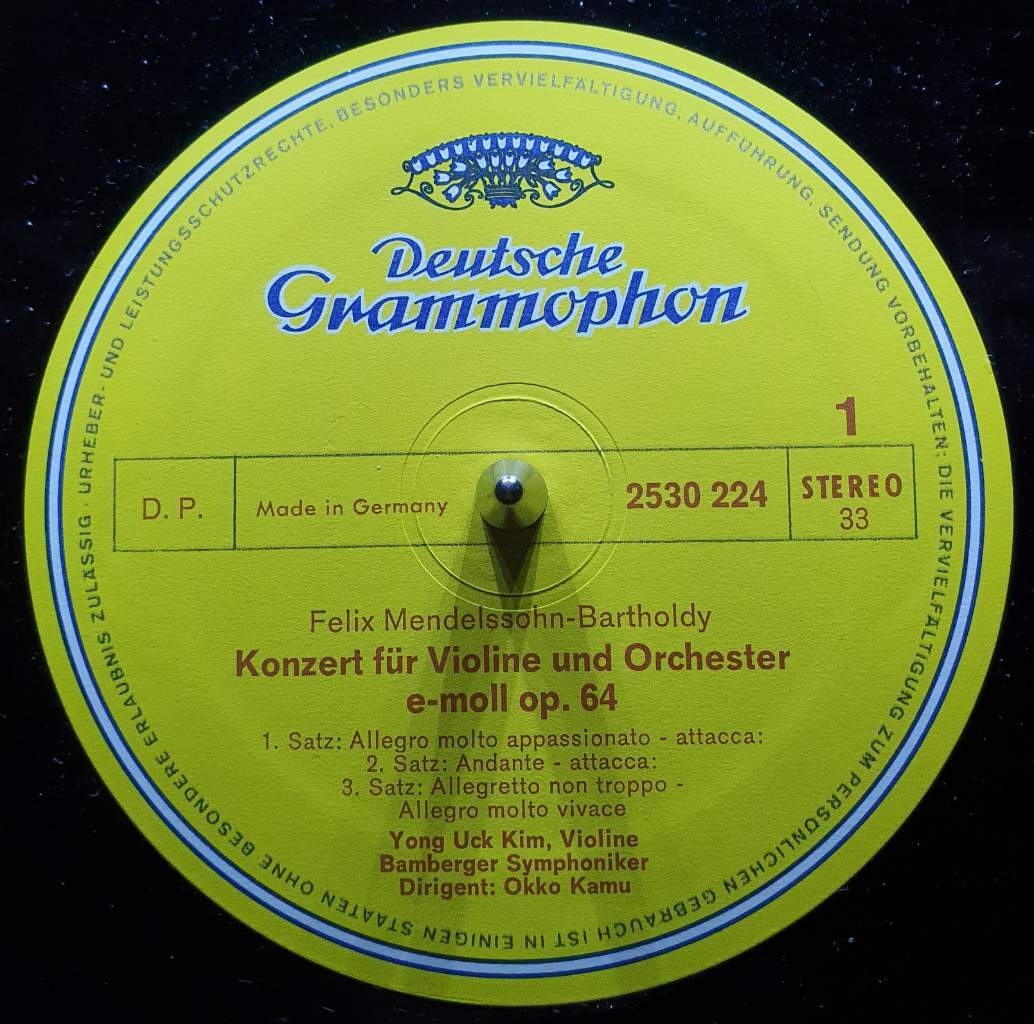 URHEBER- UND LEISTUNGSSCHUTZRECHTE, BESONDERS VERVIELFÄLTIGUNG, AUFFÜHRUNG, SENDUNG VORBEHALTEN; DIE VERVIELFÄLTIGUNG ZUM PERSÖNLICHEN GEBRAUCH IST IN EINIGEN STAATEN OHNE BESONDERE ERLAUBNIS ZULÄSSIG ·
Deutsche
Grammophon
1
D. P.
Made in Germany
2530 224
STEREO
33
Felix Mendelssohn-Bartholdy
Konzert für Violine und Orchester
e-moll op. 64
1. Satz: Allegro molto appassionato - attacca:
2. Satz: Andante - attacca:
3. Satz: Allegretto non troppo -
Allegro molto vivace
Yong Uck Kim, Violine
Bamberger Symphoniker
Dirigent: Okko Kamu